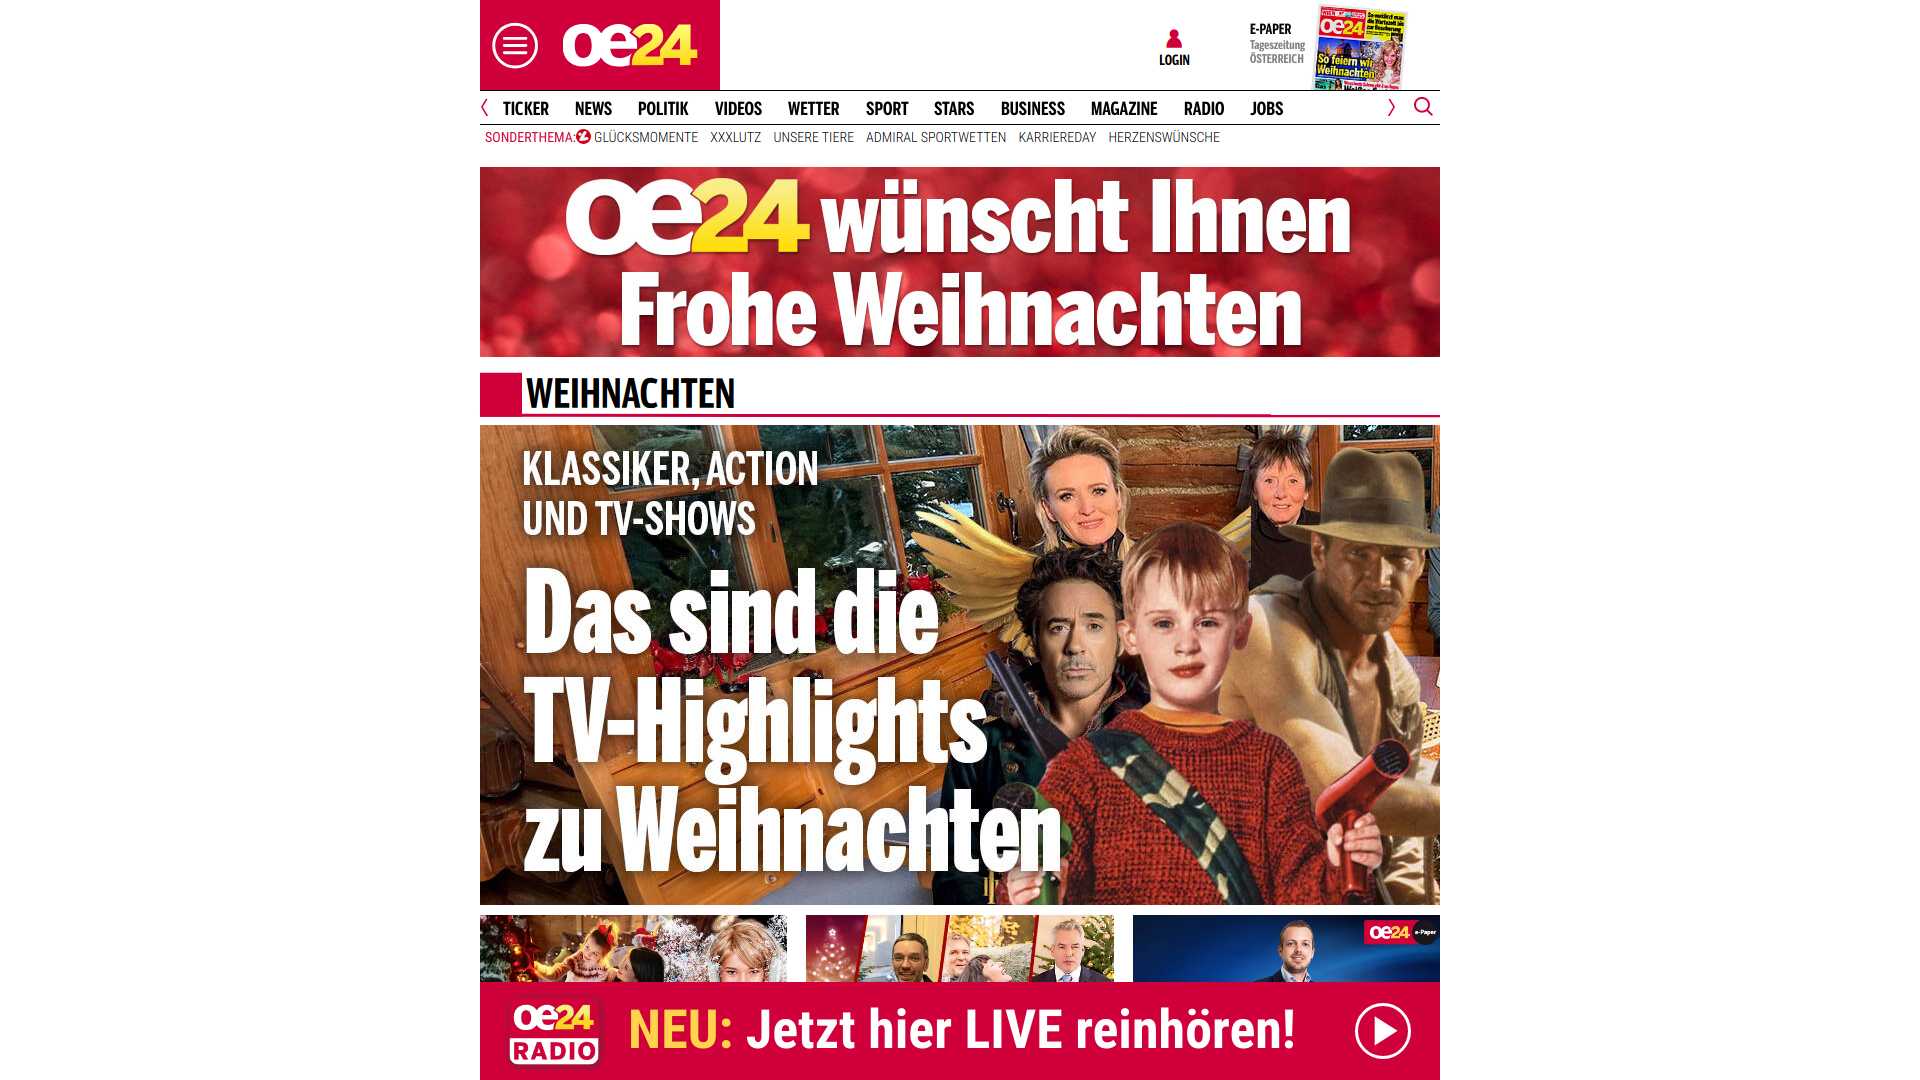 oe24
LOGIN
E-PAPER
Tageszeitung
ÖSTERREICH
oe24
So feiern wir
Weihnachten
TICKER NEWS POLITIK VIDEOS WETTER SPORT STARS BUSINESS MAGAZINE RADIO JOBS
SONDERTHEMA: GLÜCKSMOMENTE XXXLUTZ UNSERE TIERE ADMIRAL SPORTWETTEN KARRIEREDAY HERZENSWÜNSCHE
oe24 wünscht Ihnen
Frohe Weihnachten
WEIHNACHTEN
KLASSIKER, ACTION
UND TV-SHOWS
Das sind die
TV-Highlights
zu Weihnachten
oe24 e-Paper
oe24
RADIO
NEU: Jetzt hier LIVE reinhören!